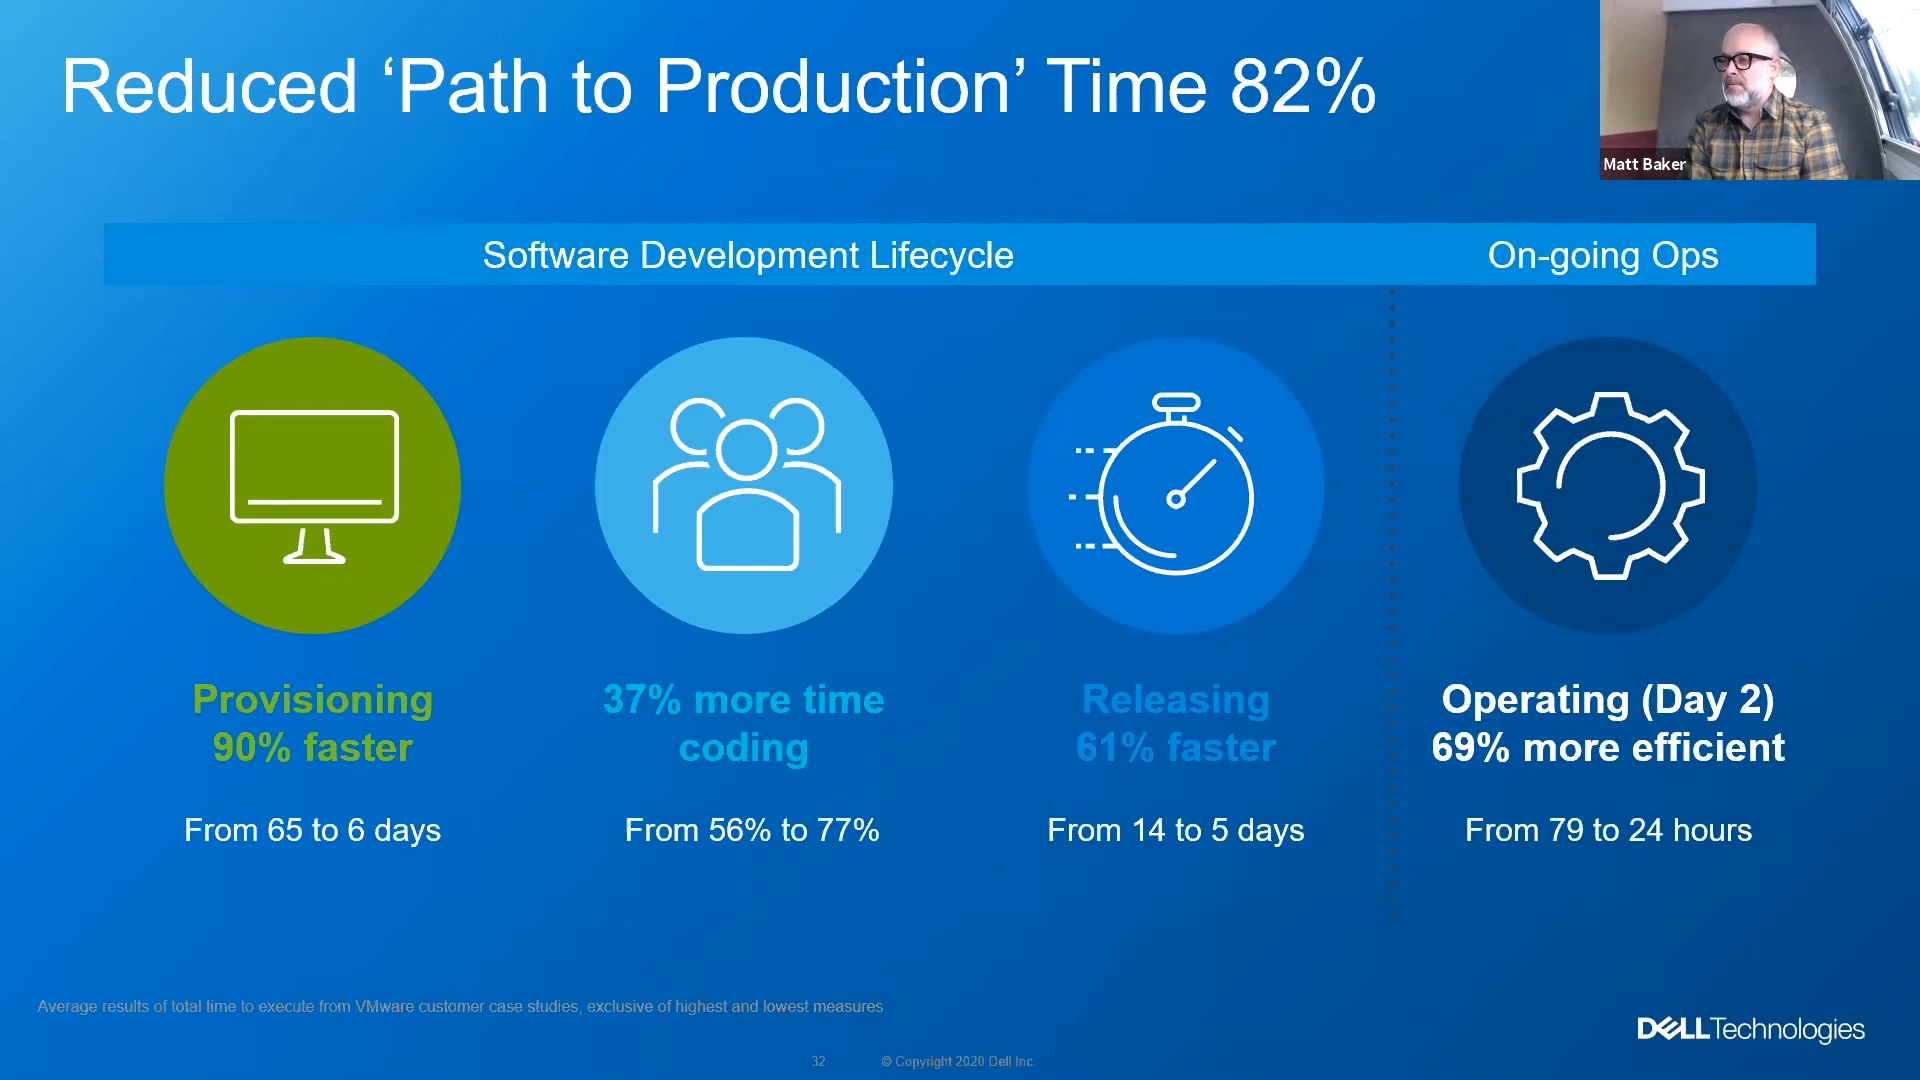 Reduced ‘Path to Production’ Time 82%
Matt Baker
Software Development Lifecycle
On-going Ops
Provisioning
90% faster
From 65 to 6 days
37% more time
coding
From 56% to 77%
Releasing
61% faster
From 14 to 5 days
Operating (Day 2)
69% more efficient
From 79 to 24 hours
Average results of total time to execute from VMware customer case studies, exclusive of highest and lowest measures
DELLTechnologies
32
© Copyright 2020 Dell Inc.